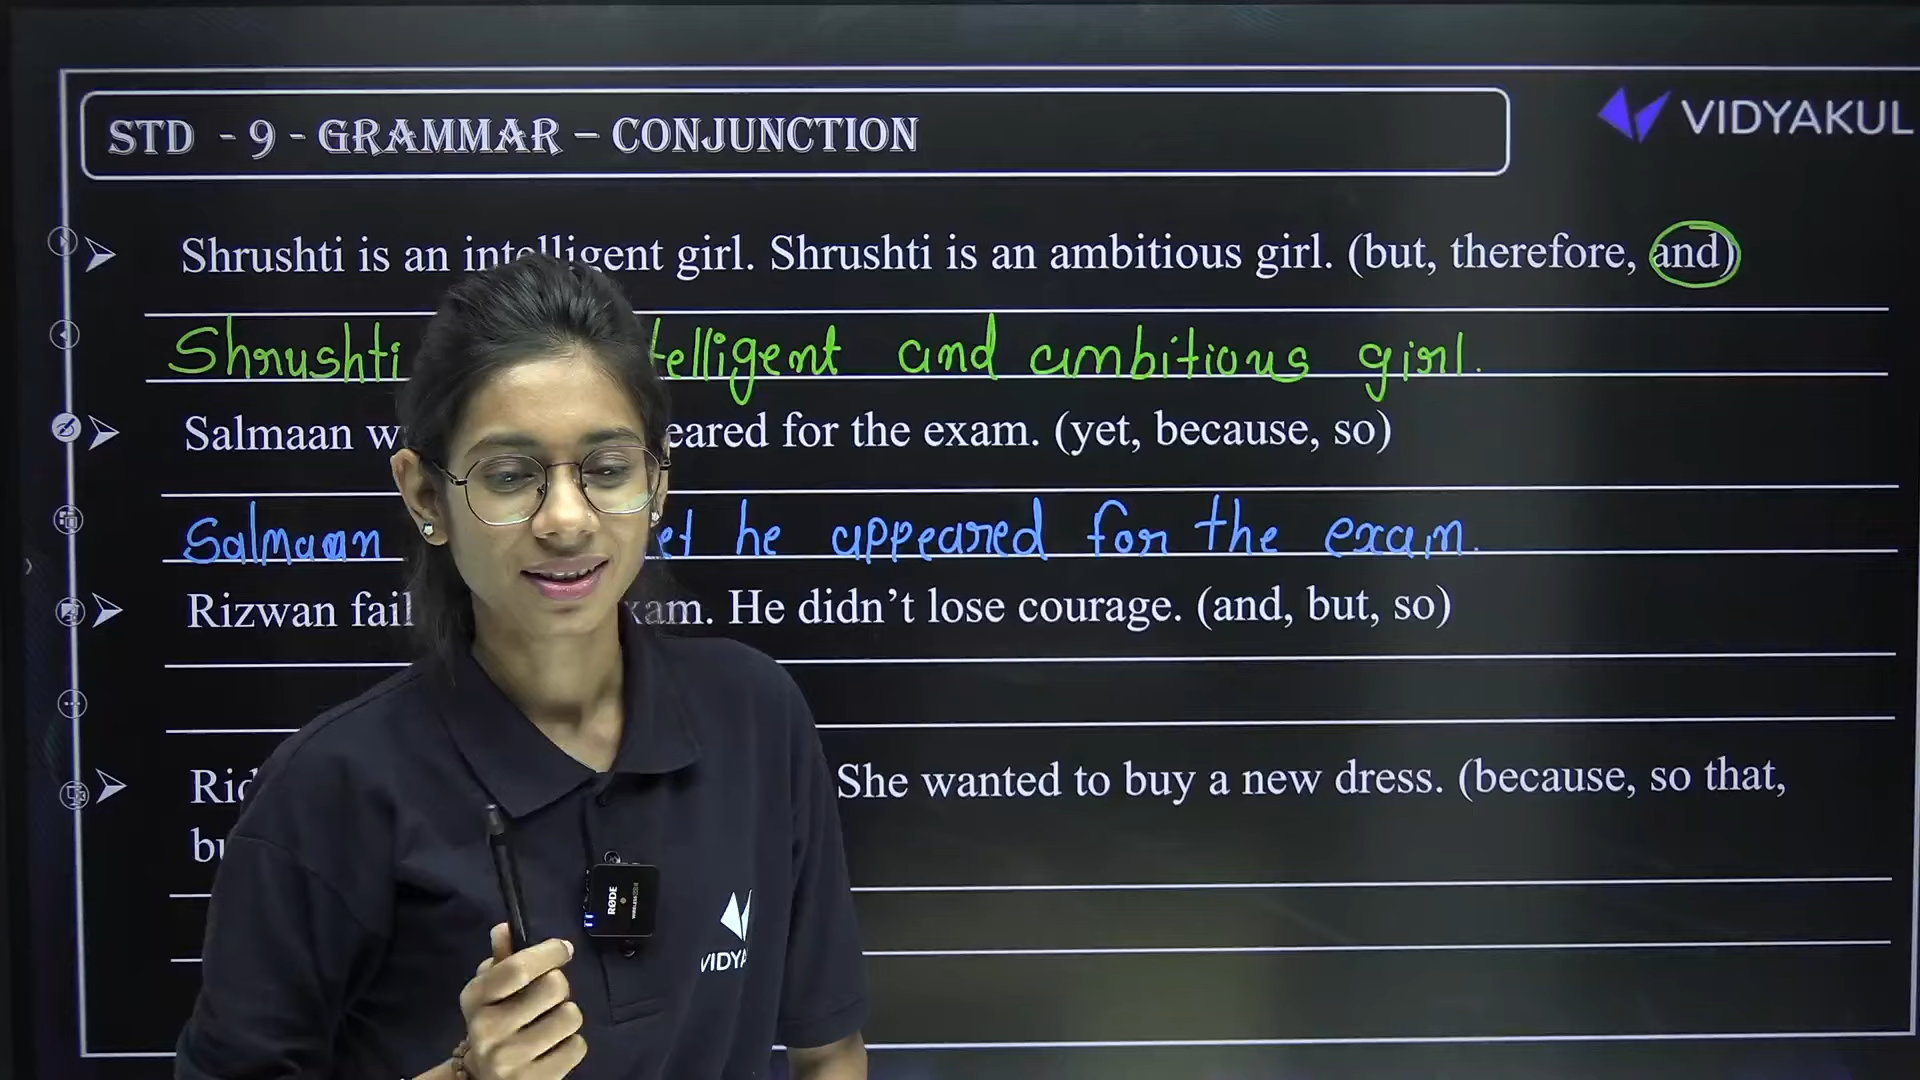 STD - 9 - GRAMMAR – CONJUNCTION
VIDYAKUL
Shrushti is an intelligent girl. Shrushti is an ambitious girl. (but, therefore, and)
Shrushti telligent and ambitious girl.
Salmaan w eared for the exam. (yet, because, so)
Salmaan et he appeared for the exam.
Rizwan fail xam. He didn’t lose courage. (and, but, so)
She wanted to buy a new dress. (because, so that,
RØDE
VIDYA